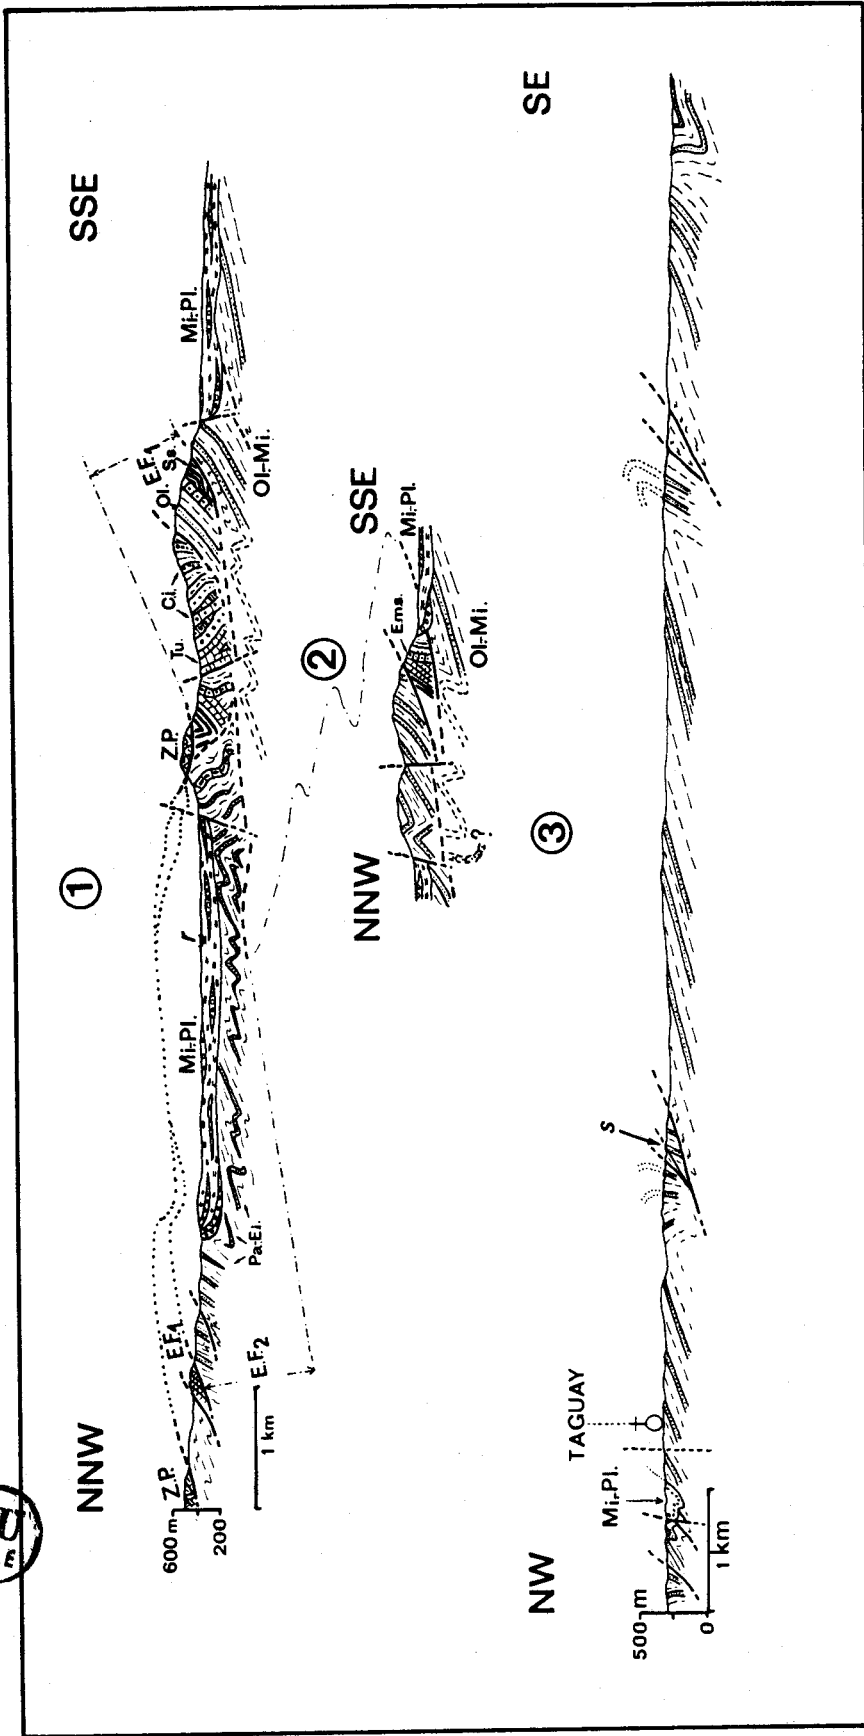 ①
NNW
SSE
Z.P.
E.F.1
Mi-Pl.
r
Z.P.
Tu.
Ci.
Ol.
E.F.1
Ss.
Mi-Pl.
600 m
200
E.F.2
Pa-Ei.
Ol-Mi.
1 km
②
NNW
SSE
Ems.
Mi-Pl.
?
Ol-Mi.
③
NW
SE
TAGUAY
Mi-Pl.
s
500 m
0
1 km